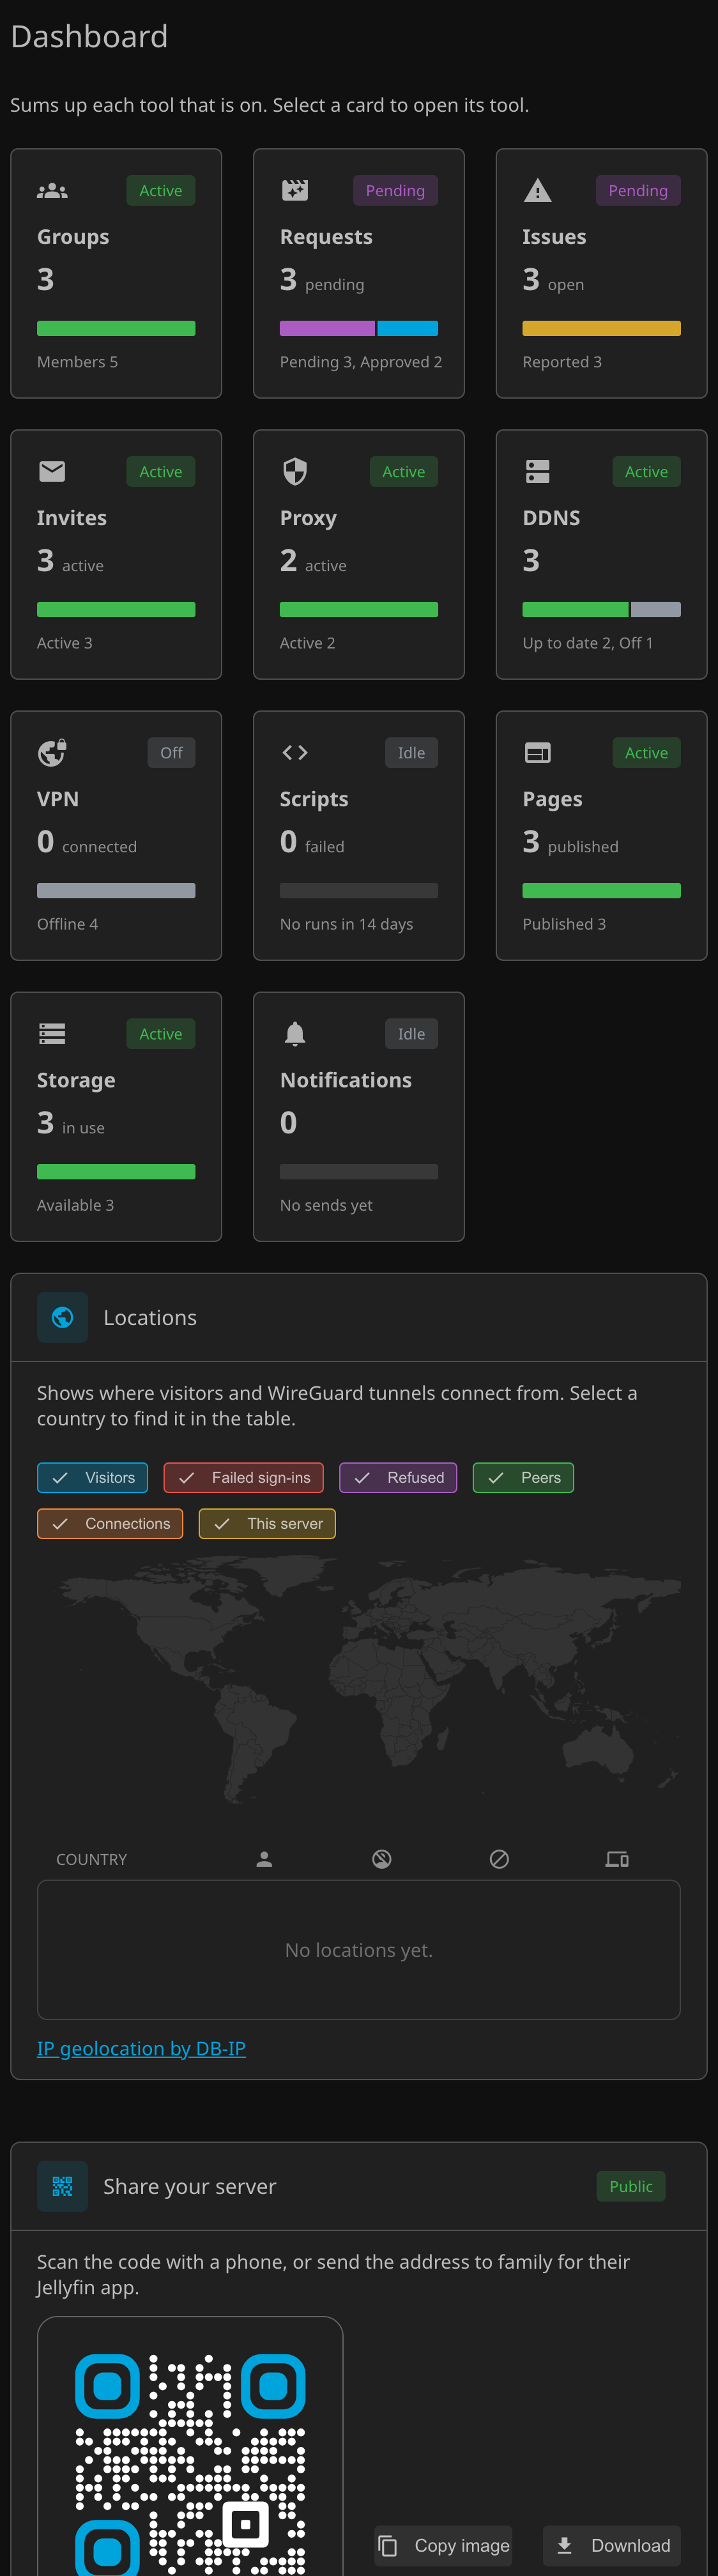 Dashboard
Sums up each tool that is on. Select a card to open its tool.
Active
Groups
3
Members 5
Pending
Requests
3 pending
Pending 3, Approved 2
Pending
Issues
3 open
Reported 3
Active
Invites
3 active
Active 3
Active
Proxy
2 active
Active 2
Active
DDNS
3
Up to date 2, Off 1
Off
VPN
0 connected
Offline 4
Idle
Scripts
0 failed
No runs in 14 days
Active
Pages
3 published
Published 3
Active
Storage
3 in use
Available 3
Idle
Notifications
0
No sends yet
Locations
Shows where visitors and WireGuard tunnels connect from. Select a
country to find it in the table.
Visitors Failed sign-ins Refused Peers
Connections This server
COUNTRY
No locations yet.
IP geolocation by DB-IP
Share your server Public
Scan the code with a phone, or send the address to family for their
Jellyfin app.
Copy image Download